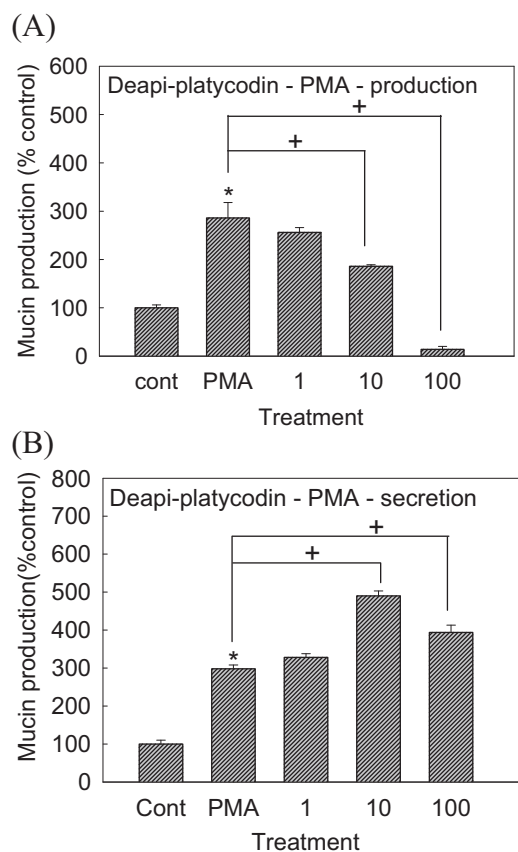 (A)
Mucin production (% control)
600
500
400
300
200
100
0
Deapi-platycodin - PMA - production
+
+
*
cont PMA 1 10 100
Treatment
(B)
Mucin production(%control)
800
700
600
500
400
300
200
100
0
Deapi-platycodin - PMA - secretion
+
+
*
Cont PMA 1 10 100
Treatment